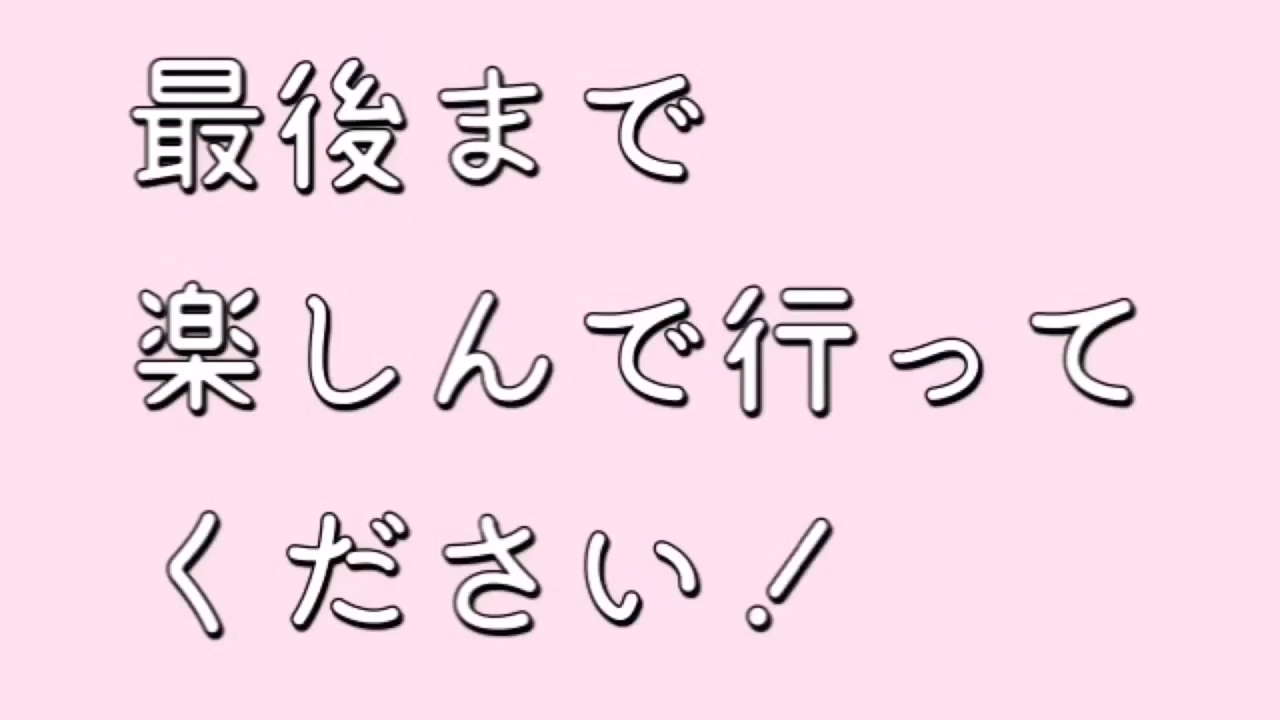 最後まで
楽しんで行って
ください！